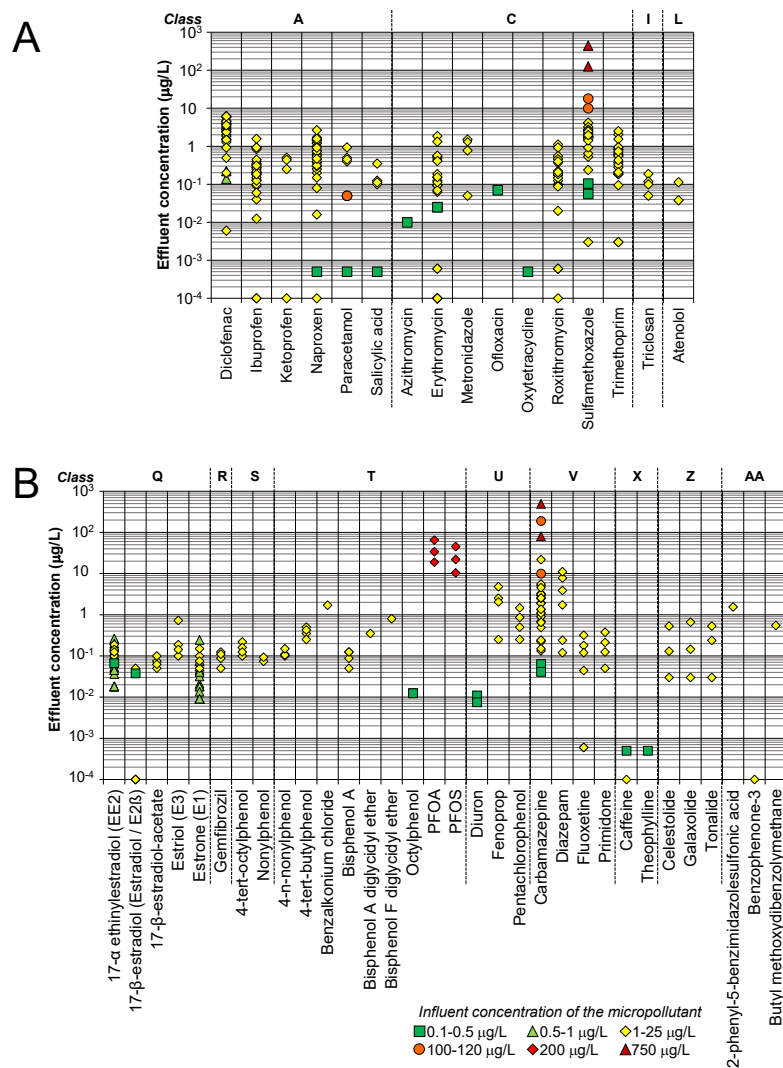 A
Class A C I L
Effluent concentration (µg/L)
10³
10²
10
1
10⁻¹
10⁻²
10⁻³
10⁻⁴
Diclofenac
Ibuprofen
Ketoprofen
Naproxen
Paracetamol
Salicylic acid
Azithromycin
Erythromycin
Metronidazole
Ofloxacin
Oxytetracycline
Roxithromycin
Sulfamethoxazole
Trimethoprim
Triclosan
Atenolol
B
Class Q R S T U V X Z AA
Effluent concentration (µg/L)
10³
10²
10
1
10⁻¹
10⁻²
10⁻³
10⁻⁴
17-α ethinylestradiol (EE2)
17-β-estradiol (Estradiol / E2ß)
17-β-estradiol-acetate
Estriol (E3)
Estrone (E1)
Gemfibrozil
4-tert-octylphenol
Nonylphenol
4-n-nonylphenol
4-tert-butylphenol
Benzalkonium chloride
Bisphenol A
Bisphenol A diglycidyl ether
Bisphenol F diglycidyl ether
Octylphenol
PFOA
PFOS
Diuron
Fenoprop
Pentachlorophenol
Carbamazepine
Diazepam
Fluoxetine
Primidone
Caffeine
Theophylline
Celestolide
Galaxolide
Tonalide
2-phenyl-5-benzimidazolesulfonic acid
Benzophenone-3
Butyl methoxydibenzolymethane
Influent concentration of the micropollutant
0.1-0.5 µg/L 0.5-1 µg/L 1-25 µg/L
100-120 µg/L 200 µg/L 750 µg/L